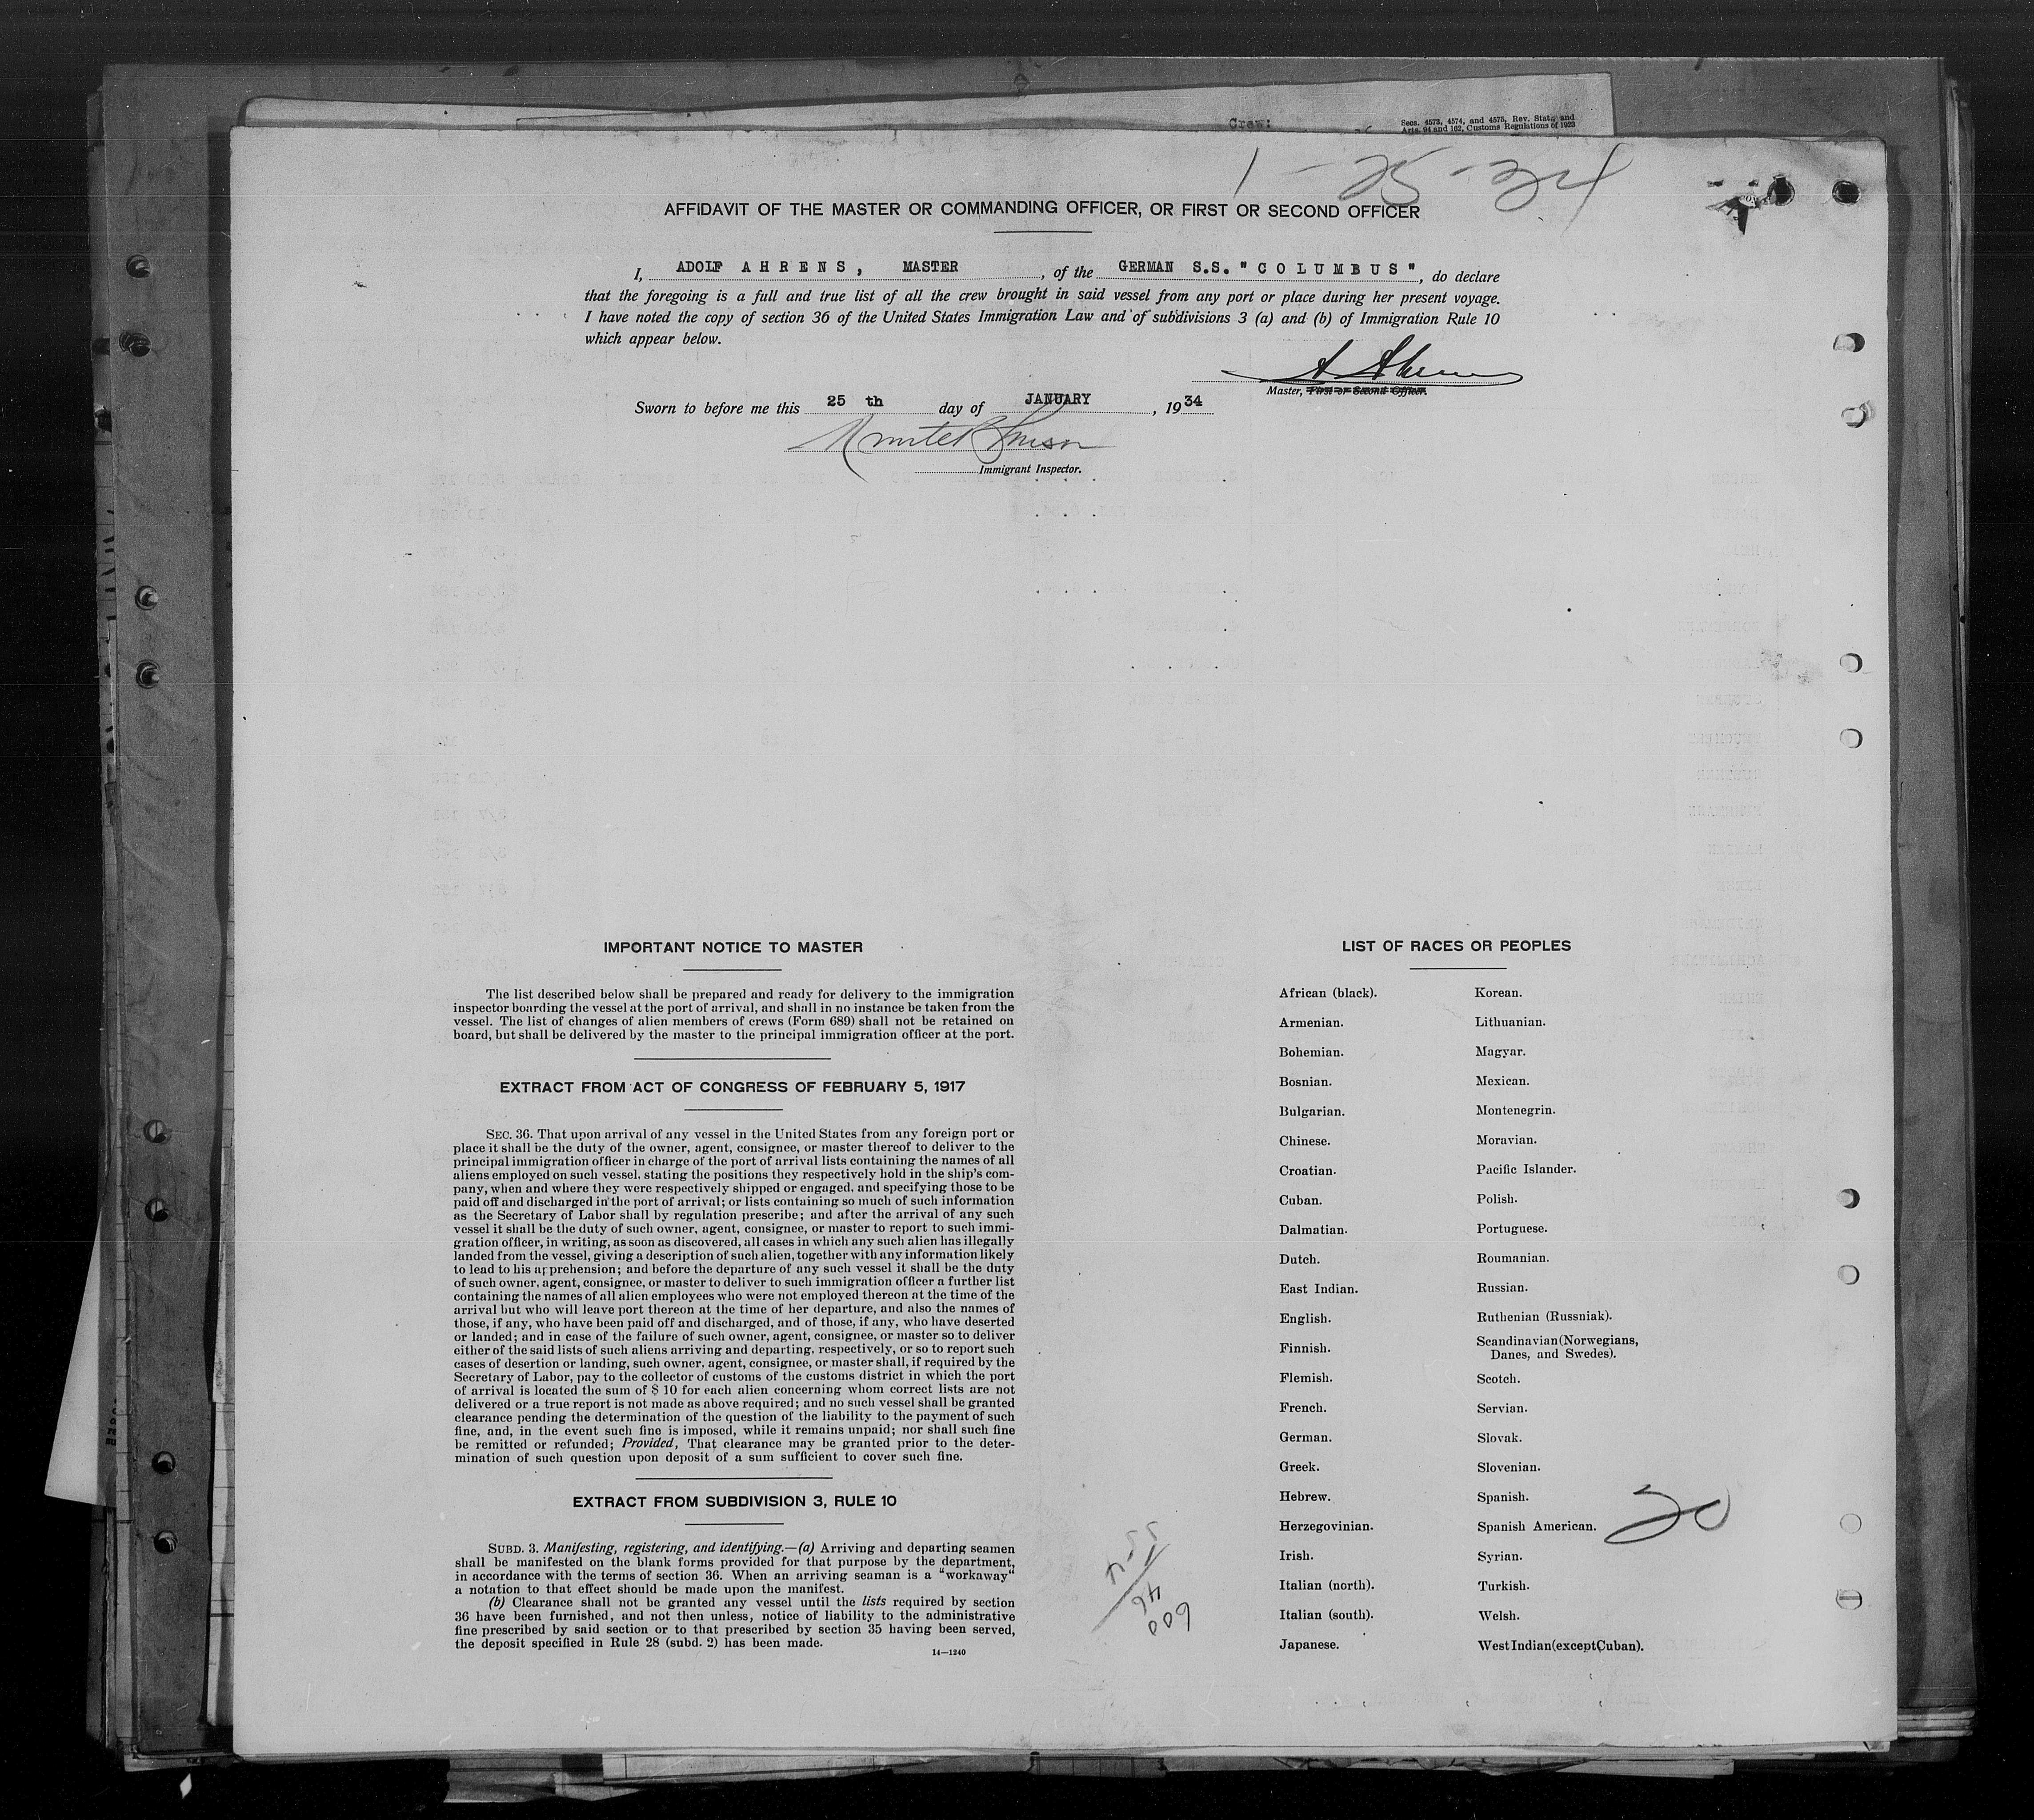 Crew:
Secs. 4573, 4574, and 4575, Rev. Stat. and
Arts. 94 and 162, Customs Regulations of 1923
1-25-34
AFFIDAVIT OF THE MASTER OR COMMANDING OFFICER, OR FIRST OR SECOND OFFICER
I, ADOLF AHRENS, MASTER, of the GERMAN S.S. "COLUMBUS", do declare
that the foregoing is a full and true list of all the crew brought in said vessel from any port or place during her present voyage.
I have noted the copy of section 36 of the United States Immigration Law and of subdivisions 3 (a) and (b) of Immigration Rule 10
which appear below.
A Ahrens
Master, First or Second Officer.
Sworn to before me this 25 th day of JANUARY, 1934
Immigrant Inspector.
IMPORTANT NOTICE TO MASTER
The list described below shall be prepared and ready for delivery to the immigration
inspector boarding the vessel at the port of arrival, and shall in no instance be taken from the
vessel. The list of changes of alien members of crews (Form 689) shall not be retained on
board, but shall be delivered by the master to the principal immigration officer at the port.
EXTRACT FROM ACT OF CONGRESS OF FEBRUARY 5, 1917
SEC. 36. That upon arrival of any vessel in the United States from any foreign port or
place it shall be the duty of the owner, agent, consignee, or master thereof to deliver to the
principal immigration officer in charge of the port of arrival lists containing the names of all
aliens employed on such vessel, stating the positions they respectively hold in the ship's com-
pany, when and where they were respectively shipped or engaged, and specifying those to be
paid off and discharged in the port of arrival; or lists containing so much of such information
as the Secretary of Labor shall by regulation prescribe; and after the arrival of any such
vessel it shall be the duty of such owner, agent, consignee, or master to report to such immi-
gration officer, in writing, as soon as discovered, all cases in which any such alien has illegally
landed from the vessel, giving a description of such alien, together with any information likely
to lead to his apprehension; and before the departure of any such vessel it shall be the duty
of such owner, agent, consignee, or master to deliver to such immigration officer a further list
containing the names of all alien employees who were not employed thereon at the time of the
arrival but who will leave port thereon at the time of her departure, and also the names of
those, if any, who have been paid off and discharged, and of those, if any, who have deserted
or landed; and in case of the failure of such owner, agent, consignee, or master so to deliver
either of the said lists of such aliens arriving and departing, respectively, or so to report such
cases of desertion or landing, such owner, agent, consignee, or master shall, if required by the
Secretary of Labor, pay to the collector of customs of the customs district in which the port
of arrival is located the sum of $ 10 for each alien concerning whom correct lists are not
delivered or a true report is not made as above required; and no such vessel shall be granted
clearance pending the determination of the question of the liability to the payment of such
fine, and, in the event such fine is imposed, while it remains unpaid; nor shall such fine
be remitted or refunded; Provided, That clearance may be granted prior to the deter-
mination of such question upon deposit of a sum sufficient to cover such fine.
EXTRACT FROM SUBDIVISION 3, RULE 10
SUBD. 3. Manifesting, registering, and identifying.—(a) Arriving and departing seamen
shall be manifested on the blank forms provided for that purpose by the department,
in accordance with the terms of section 36. When an arriving seaman is a "workaway"
a notation to that effect should be made upon the manifest.
(b) Clearance shall not be granted any vessel until the lists required by section
36 have been furnished, and not then unless, notice of liability to the administrative
fine prescribed by said section or to that prescribed by section 35 having been served,
the deposit specified in Rule 28 (subd. 2) has been made.
14—1240
554
46
600
LIST OF RACES OR PEOPLES
African (black). Korean.
Armenian. Lithuanian.
Bohemian. Magyar.
Bosnian. Mexican.
Bulgarian. Montenegrin.
Chinese. Moravian.
Croatian. Pacific Islander.
Cuban. Polish.
Dalmatian. Portuguese.
Dutch. Roumanian.
East Indian. Russian.
English. Ruthenian (Russniak).
Finnish. Scandinavian (Norwegians,
Danes, and Swedes).
Flemish. Scotch.
French. Servian.
German. Slovak.
Greek. Slovenian.
Hebrew. Spanish.
Herzegovinian. Spanish American.
20
Irish. Syrian.
Italian (north). Turkish.
Italian (south). Welsh.
Japanese. West Indian (except Cuban).